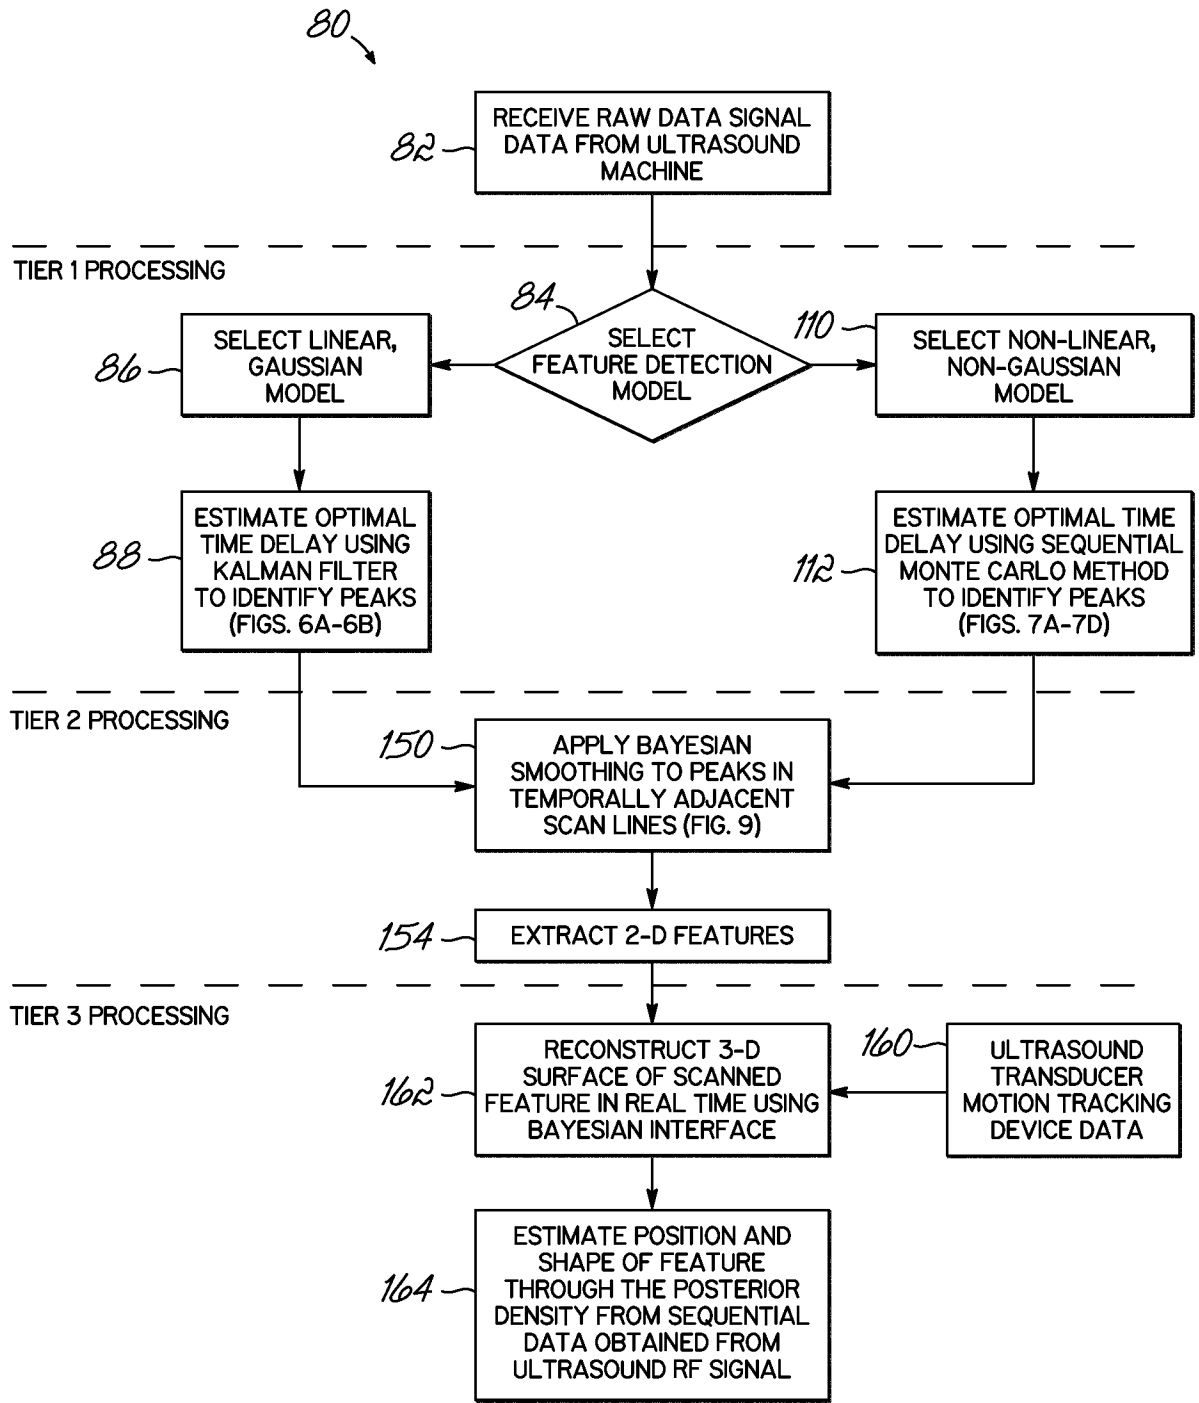 80
RECEIVE RAW DATA SIGNAL
DATA FROM ULTRASOUND
MACHINE
82
TIER 1 PROCESSING
84
SELECT
FEATURE DETECTION
MODEL
86
SELECT LINEAR,
GAUSSIAN
MODEL
110
SELECT NON-LINEAR,
NON-GAUSSIAN
MODEL
88
ESTIMATE OPTIMAL
TIME DELAY USING
KALMAN FILTER
TO IDENTIFY PEAKS
(FIGS. 6A-6B)
112
ESTIMATE OPTIMAL TIME
DELAY USING SEQUENTIAL
MONTE CARLO METHOD
TO IDENTIFY PEAKS
(FIGS. 7A-7D)
TIER 2 PROCESSING
150
APPLY BAYESIAN
SMOOTHING TO PEAKS IN
TEMPORALLY ADJACENT
SCAN LINES (FIG. 9)
154
EXTRACT 2-D FEATURES
TIER 3 PROCESSING
162
RECONSTRUCT 3-D
SURFACE OF SCANNED
FEATURE IN REAL TIME USING
BAYESIAN INTERFACE
160
ULTRASOUND
TRANSDUCER
MOTION TRACKING
DEVICE DATA
164
ESTIMATE POSITION AND
SHAPE OF FEATURE
THROUGH THE POSTERIOR
DENSITY FROM SEQUENTIAL
DATA OBTAINED FROM
ULTRASOUND RF SIGNAL